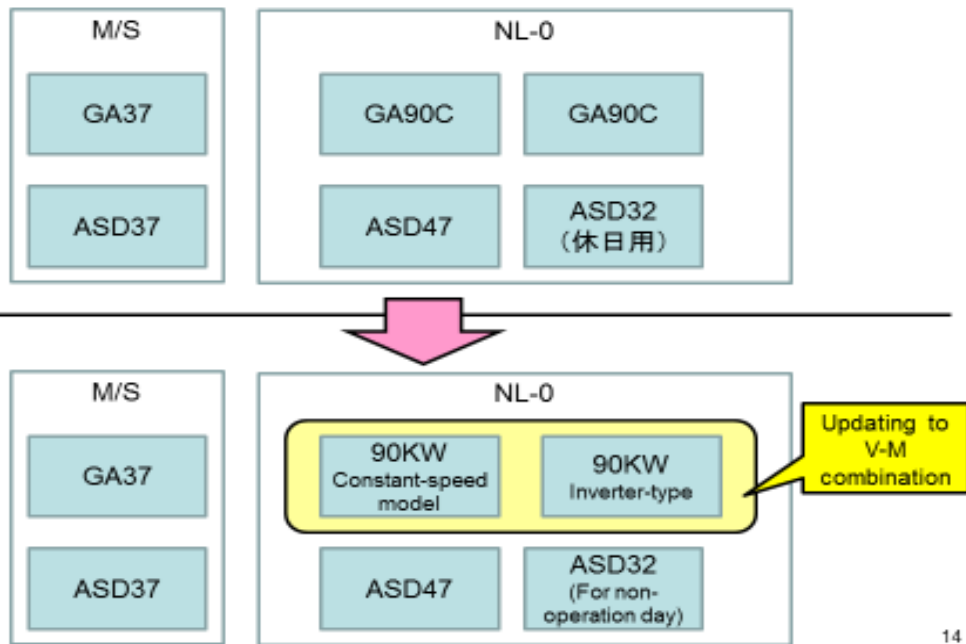 M/S
GA37
ASD37
NL-0
GA90C
GA90C
ASD47
ASD32
（休日用）
M/S
GA37
ASD37
NL-0
90KW
Constant-speed
model
90KW
Inverter-type
ASD47
ASD32
(For non-
operation day)
Updating to
V-M
combination
14